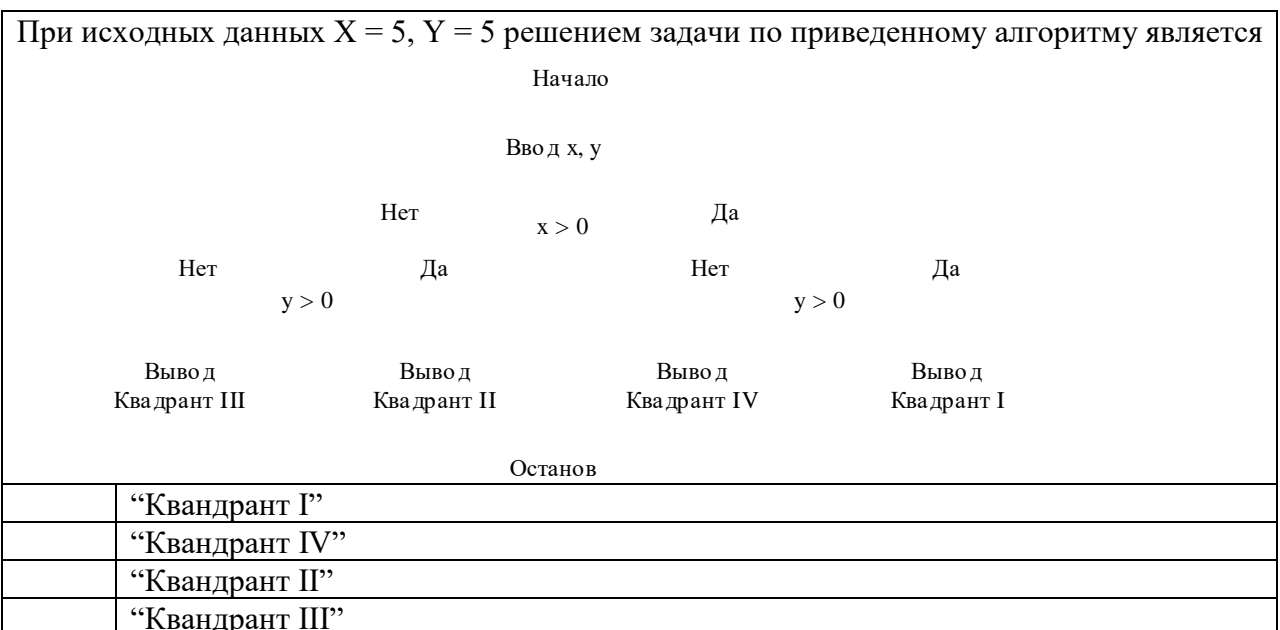 При исходных данных X = 5, Y = 5 решением задачи по приведенному алгоритму является
Начало
Ввод x, y
Нет x > 0 Да
Нет Да Нет Да
y > 0 y > 0
Вывод Вывод Вывод Вывод
Квадрант III Квадрант II Квадрант IV Квадрант I
Останов
“Квандрант I”
“Квандрант IV”
“Квандрант II”
“Квандрант III”